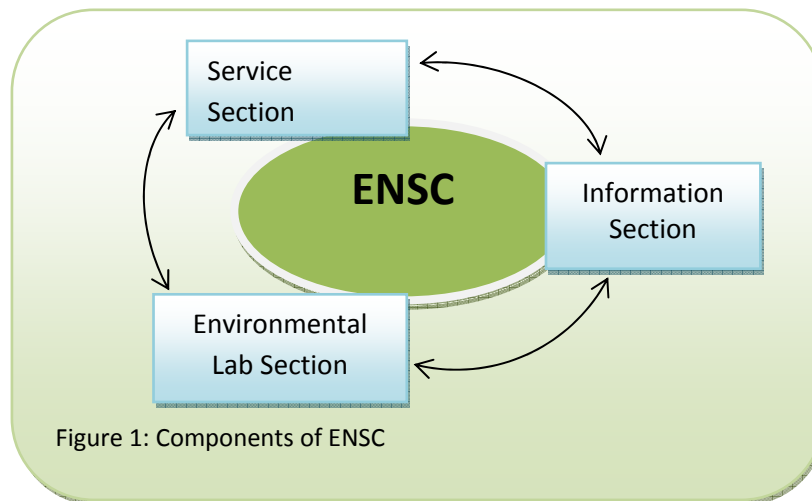 Service
Section
ENSC
Information
Section
Environmental
Lab Section
Figure 1: Components of ENSC